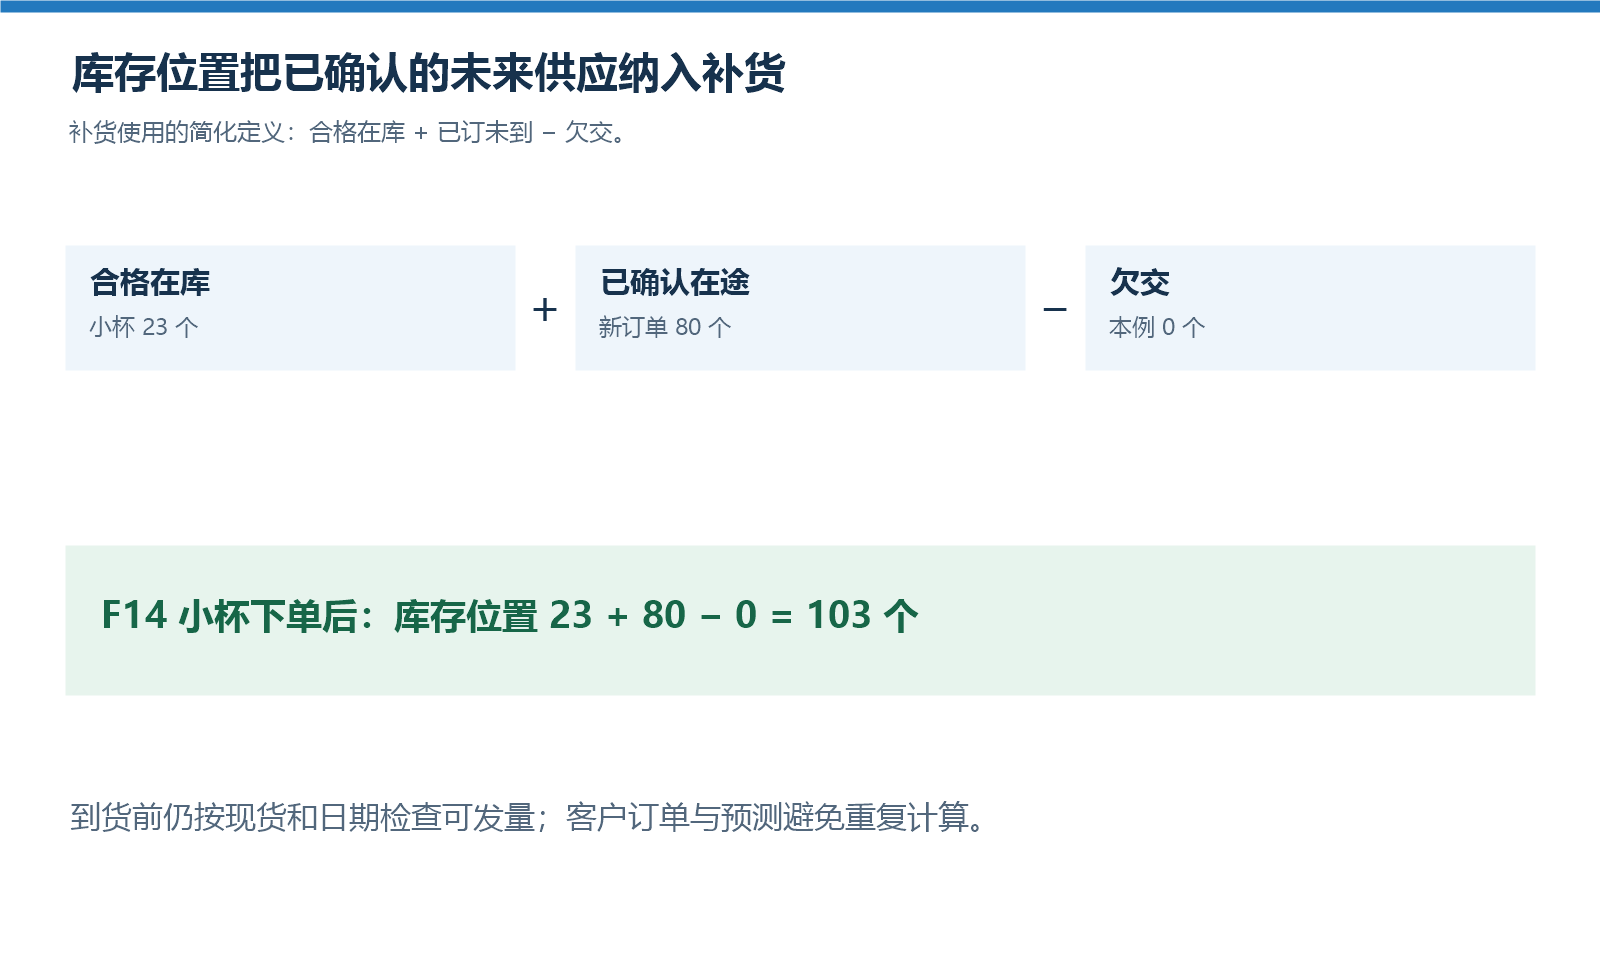 库存位置把已确认的未来供应纳入补货
补货使用的简化定义：合格在库 + 已订未到 − 欠交。
合格在库
小杯 23 个
+
已确认在途
新订单 80 个
−
欠交
本例 0 个
F14 小杯下单后：库存位置 23 + 80 − 0 = 103 个
到货前仍按现货和日期检查可发量；客户订单与预测避免重复计算。